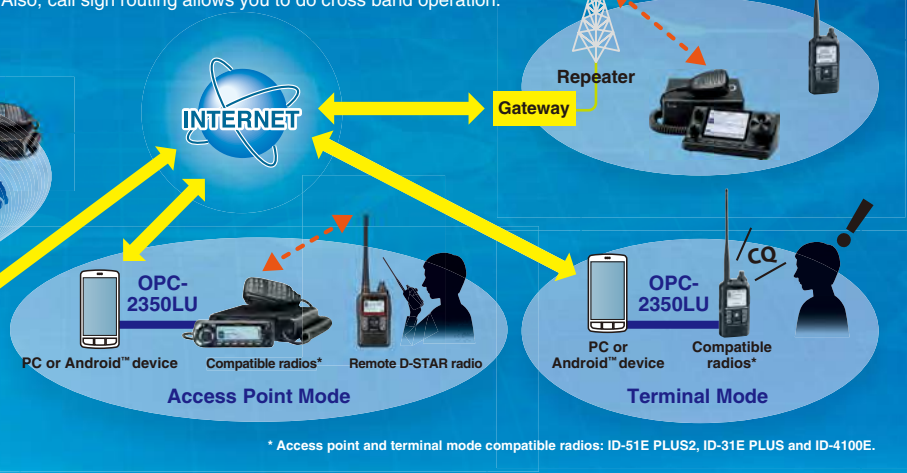 Also, call sign routing allows you to do cross band operation.
Repeater
Gateway
INTERNET
OPC-
2350LU
PC or Android™ device
Compatible radios*
Remote D-STAR radio
Access Point Mode
CQ
OPC-
2350LU
PC or
Android™ device
Compatible
radios*
Terminal Mode
* Access point and terminal mode compatible radios: ID-51E PLUS2, ID-31E PLUS and ID-4100E.